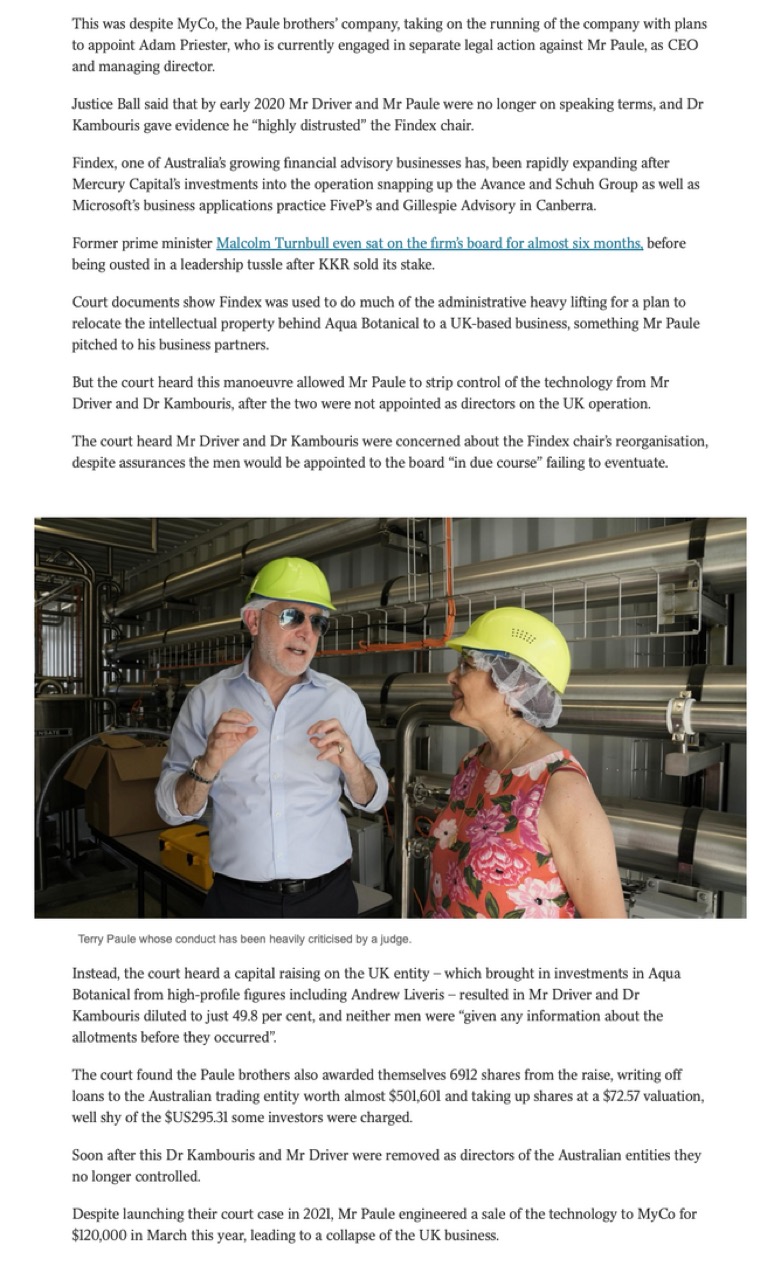 This was despite MyCo, the Paule brothers' company, taking on the running of the company with plans
to appoint Adam Priester, who is currently engaged in separate legal action against Mr Paule, as CEO
and managing director.
Justice Ball said that by early 2020 Mr Driver and Mr Paule were no longer on speaking terms, and Dr
Kambouris gave evidence he “highly distrusted” the Findex chair.
Findex, one of Australia's growing financial advisory businesses has, been rapidly expanding after
Mercury Capital's investments into the operation snapping up the Avance and Schuh Group as well as
Microsoft's business applications practice FiveP's and Gillespie Advisory in Canberra.
Former prime minister Malcolm Turnbull even sat on the firm's board for almost six months, before
being ousted in a leadership tussle after KKR sold its stake.
Court documents show Findex was used to do much of the administrative heavy lifting for a plan to
relocate the intellectual property behind Aqua Botanical to a UK-based business, something Mr Paule
pitched to his business partners.
But the court heard this manoeuvre allowed Mr Paule to strip control of the technology from Mr
Driver and Dr Kambouris, after the two were not appointed as directors on the UK operation.
The court heard Mr Driver and Dr Kambouris were concerned about the Findex chair's reorganisation,
despite assurances the men would be appointed to the board “in due course” failing to eventuate.
Terry Paule whose conduct has been heavily criticised by a judge.
Instead, the court heard a capital raising on the UK entity – which brought in investments in Aqua
Botanical from high-profile figures including Andrew Liveris – resulted in Mr Driver and Dr
Kambouris diluted to just 49.8 per cent, and neither men were “given any information about the
allotments before they occurred”.
The court found the Paule brothers also awarded themselves 6912 shares from the raise, writing off
loans to the Australian trading entity worth almost $501,601 and taking up shares at a $72.57 valuation,
well shy of the $US295.31 some investors were charged.
Soon after this Dr Kambouris and Mr Driver were removed as directors of the Australian entities they
no longer controlled.
Despite launching their court case in 2021, Mr Paule engineered a sale of the technology to MyCo for
$120,000 in March this year, leading to a collapse of the UK business.